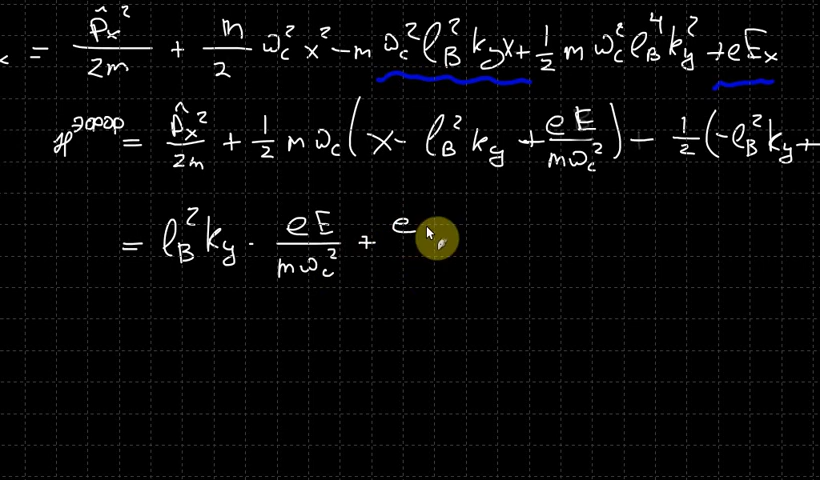 ₓ = p̂ₓ²/2m + m/2 ω_c² x² − m ω_c² ℓ_B² k_y x + 1/2 m ω_c² ℓ_B⁴ k_y² + eEx
ℋ^эфф = p̂ₓ²/2m + 1/2 m ω_c (x − ℓ_B² k_y + eE/mω_c²) − 1/2 (−ℓ_B² k_y +
= ℓ_B² k_y · eE/mω_c² + e